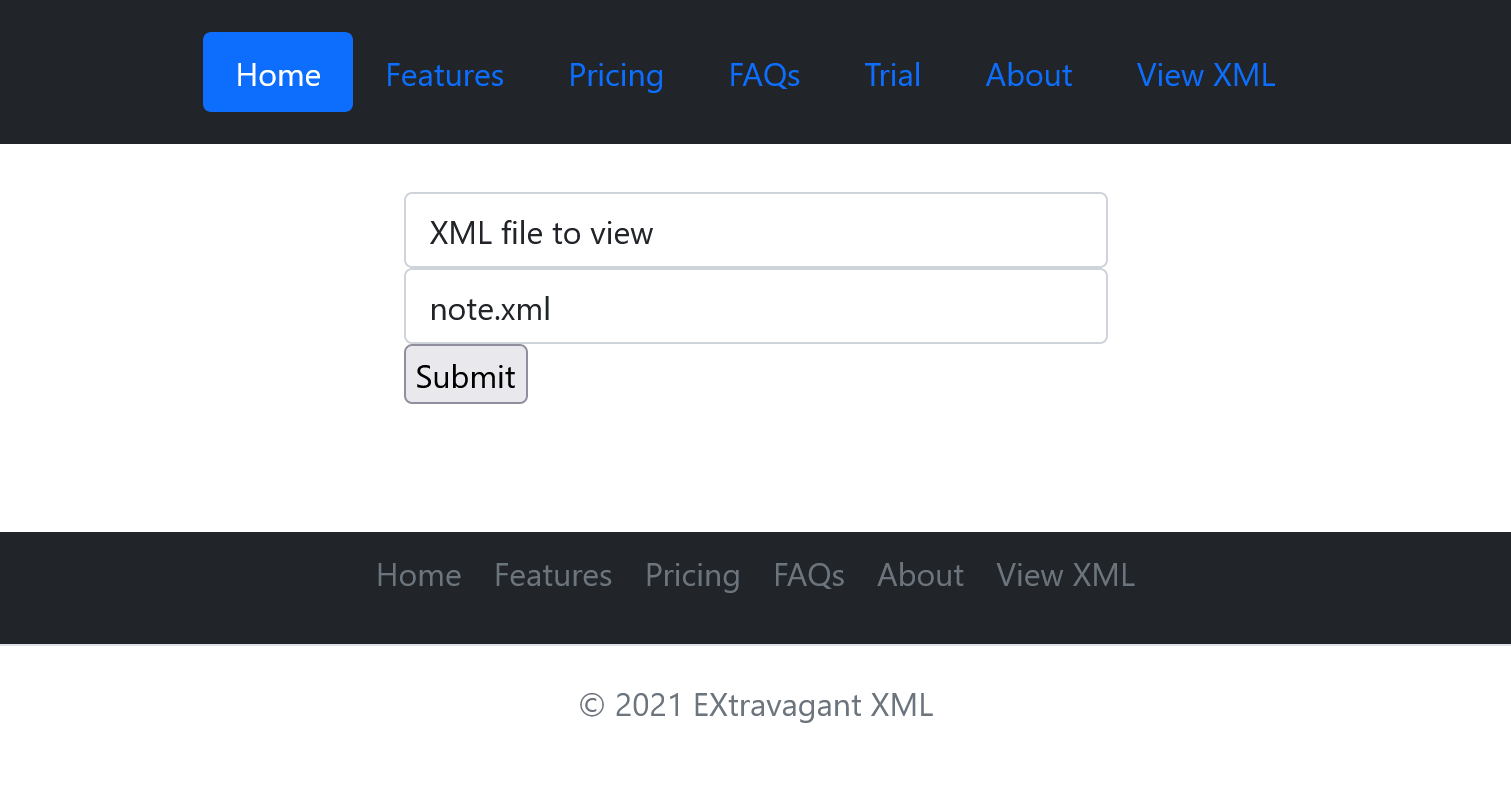 Home Features Pricing FAQs Trial About View XML
XML file to view
note.xml
Submit
Home Features Pricing FAQs About View XML
© 2021 EXtravagant XML